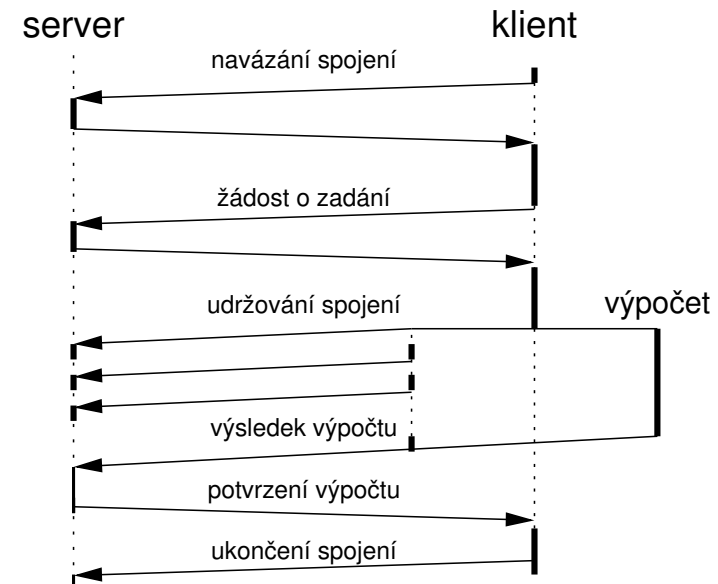 server
klient
navázání spojení
žádost o zadání
udržování spojení
výpočet
výsledek výpočtu
potvrzení výpočtu
ukončení spojení